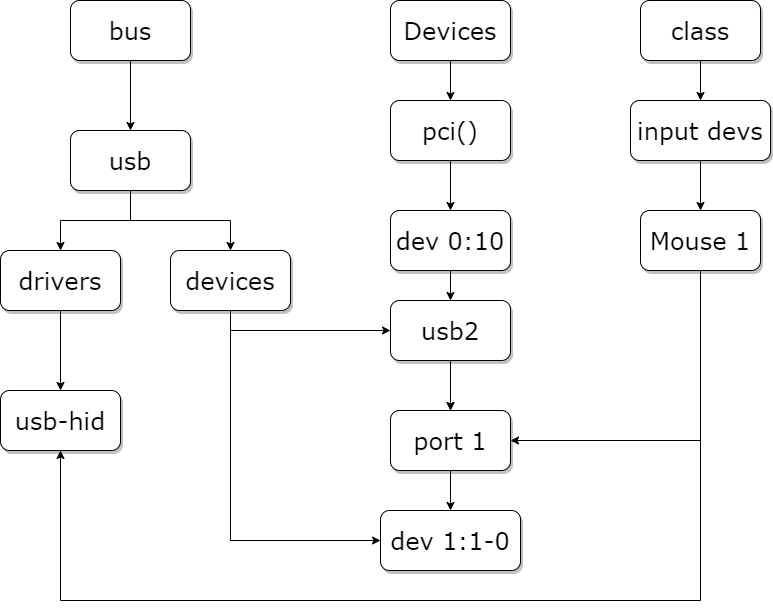 bus
Devices
class
pci()
input devs
usb
dev 0:10
Mouse 1
drivers
devices
usb2
usb-hid
port 1
dev 1:1-0